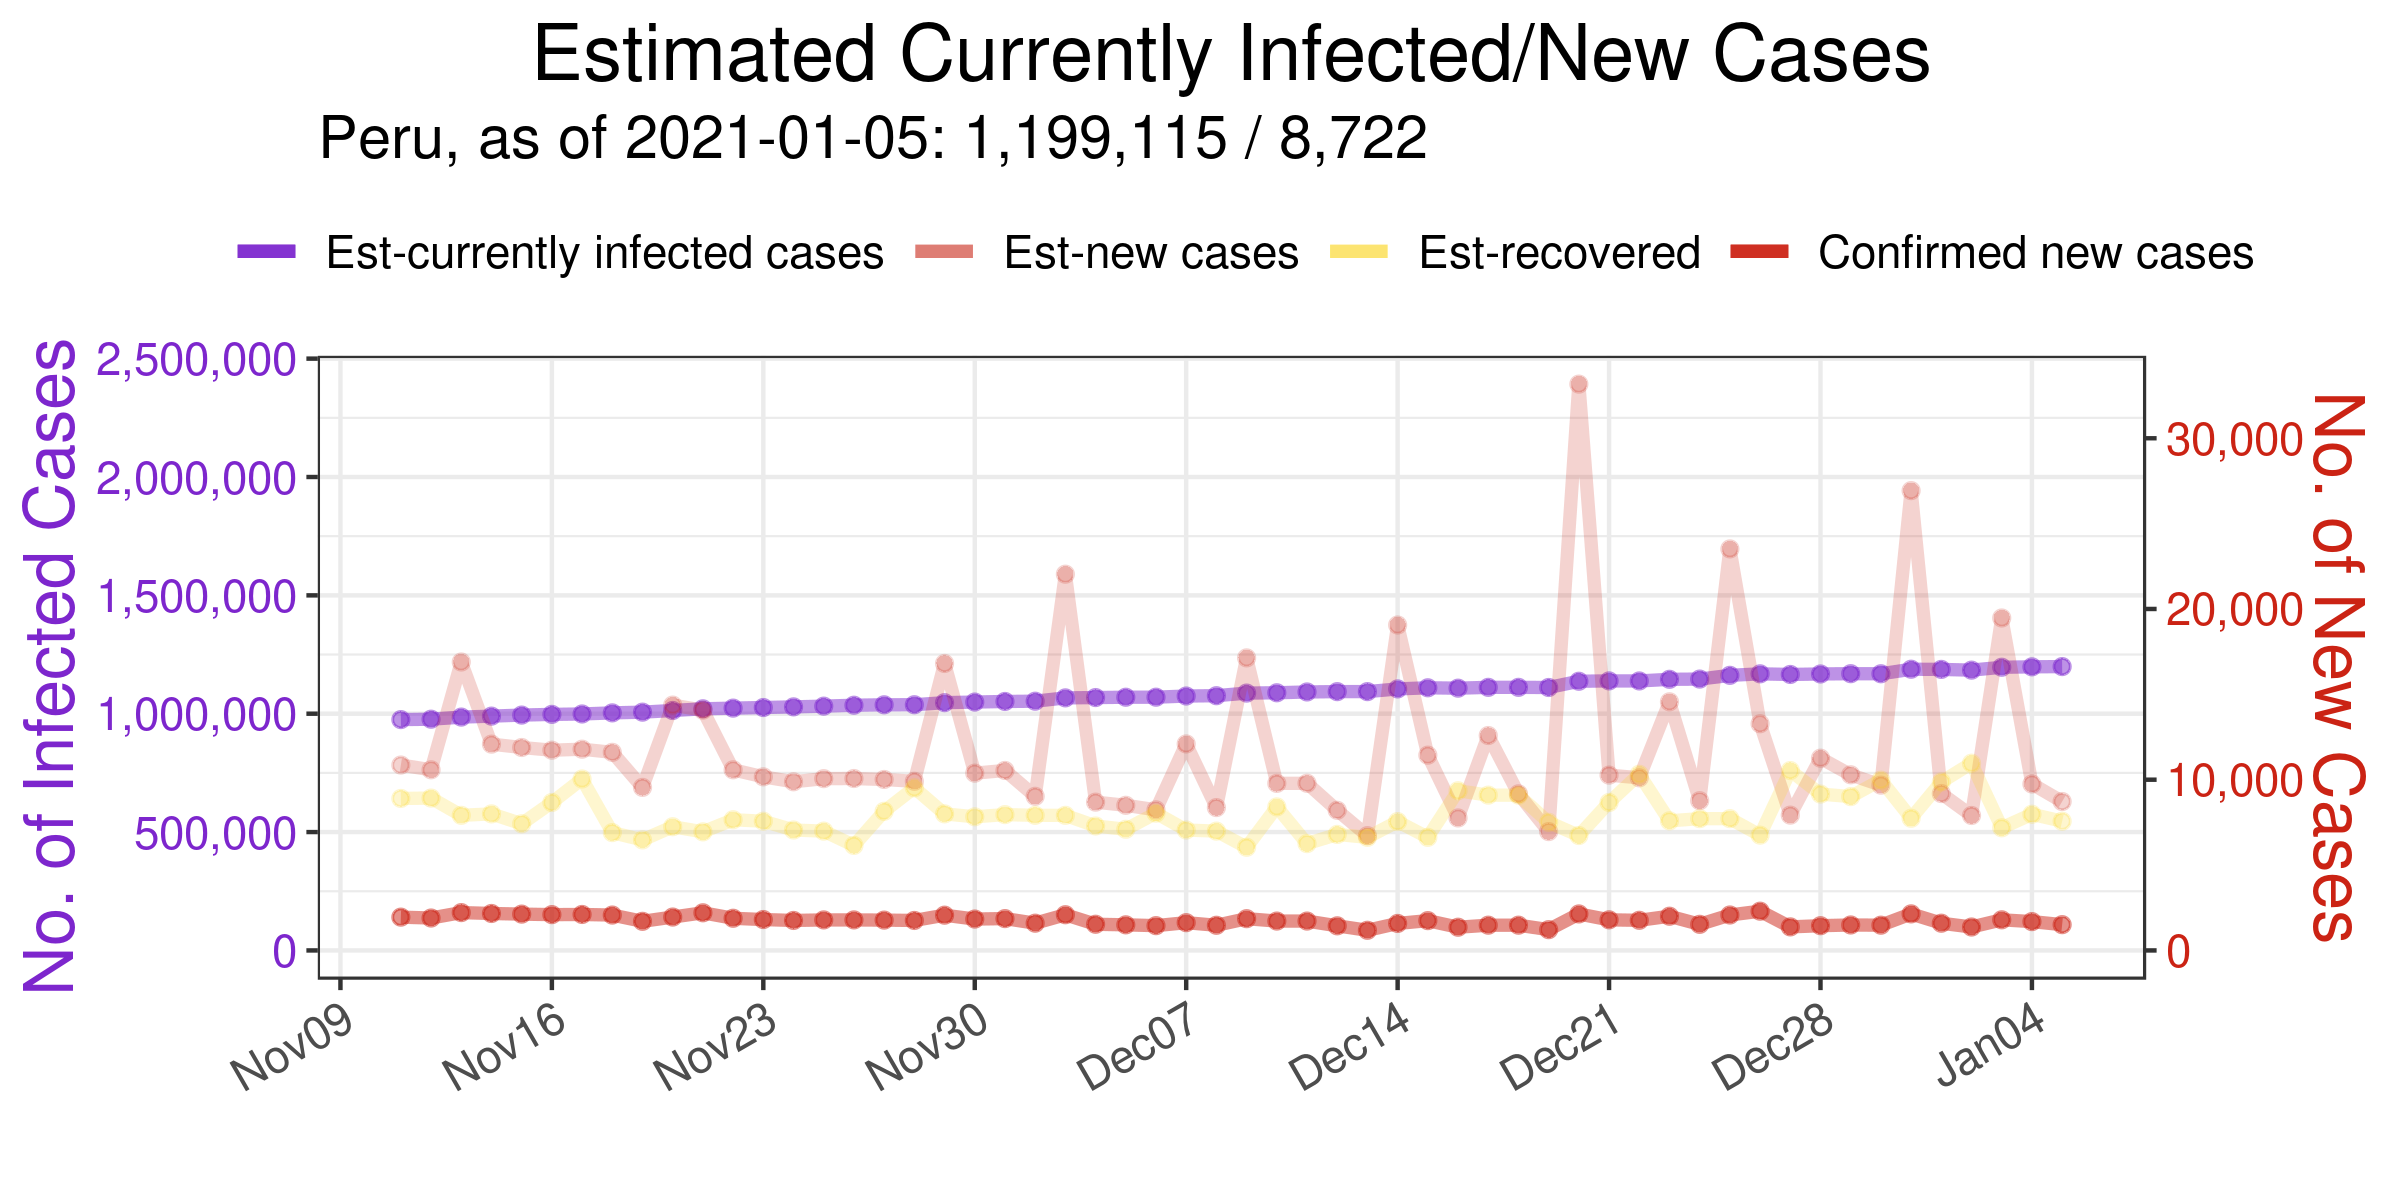 Estimated Currently Infected/New Cases
Peru, as of 2021-01-05: 1,199,115 / 8,722
Est-currently infected cases Est-new cases Est-recovered Confirmed new cases
No. of Infected Cases
2,500,000
2,000,000
1,500,000
1,000,000
500,000
0
30,000
20,000
10,000
0
No. of New Cases
Nov09 Nov16 Nov23 Nov30 Dec07 Dec14 Dec21 Dec28 Jan04